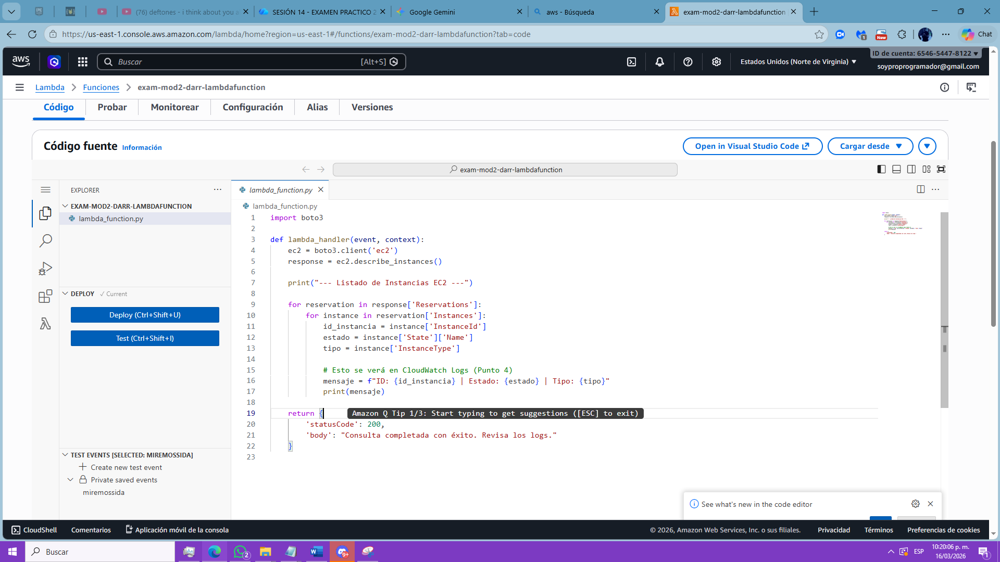 (76) deftones - i think about you a
SESIÓN 14 - EXAMEN PRACTICO 2
Google Gemini
aws - Búsqueda
exam-mod2-darr-lambdafunction
https://us-east-1.console.aws.amazon.com/lambda/home?region=us-east-1#/functions/exam-mod2-darr-lambdafunction?tab=code
1
New
Chat
aws
Buscar
[Alt+S]
Estados Unidos (Norte de Virginia)
ID de cuenta: 6546-5447-8122
soyproprogramador@gmail.com
Lambda
Funciones
exam-mod2-darr-lambdafunction
Código
Probar
Monitorear
Configuración
Alias
Versiones
Código fuente
Información
Open in Visual Studio Code
Cargar desde
exam-mod2-darr-lambdafunction
EXPLORER
EXAM-MOD2-DARR-LAMBDAFUNCTION
lambda_function.py
DEPLOY
Current
Deploy (Ctrl+Shift+U)
Test (Ctrl+Shift+I)
TEST EVENTS [SELECTED: MIREMOSSIDA]
Create new test event
Private saved events
miremossida
lambda_function.py
lambda_function.py
1 import boto3
2
3 def lambda_handler(event, context):
4 ec2 = boto3.client('ec2')
5 response = ec2.describe_instances()
6
7 print("--- Listado de Instancias EC2 ---")
8
9 for reservation in response['Reservations']:
10 for instance in reservation['Instances']:
11 id_instancia = instance['InstanceId']
12 estado = instance['State']['Name']
13 tipo = instance['InstanceType']
14
15 # Esto se verá en CloudWatch Logs (Punto 4)
16 mensaje = f"ID: {id_instancia} | Estado: {estado} | Tipo: {tipo}"
17 print(mensaje)
18
19 return { Amazon Q Tip 1/3: Start typing to get suggestions ([ESC] to exit)
20 'statusCode': 200,
21 'body': "Consulta completada con éxito. Revisa los logs."
22 }
23
See what's new in the code editor
CloudShell
Comentarios
Aplicación móvil de la consola
© 2026, Amazon Web Services, Inc. o sus filiales.
Privacidad
Términos
Preferencias de cookies
Buscar
2
9+
ESP
10:20:06 p. m.
16/03/2026
1